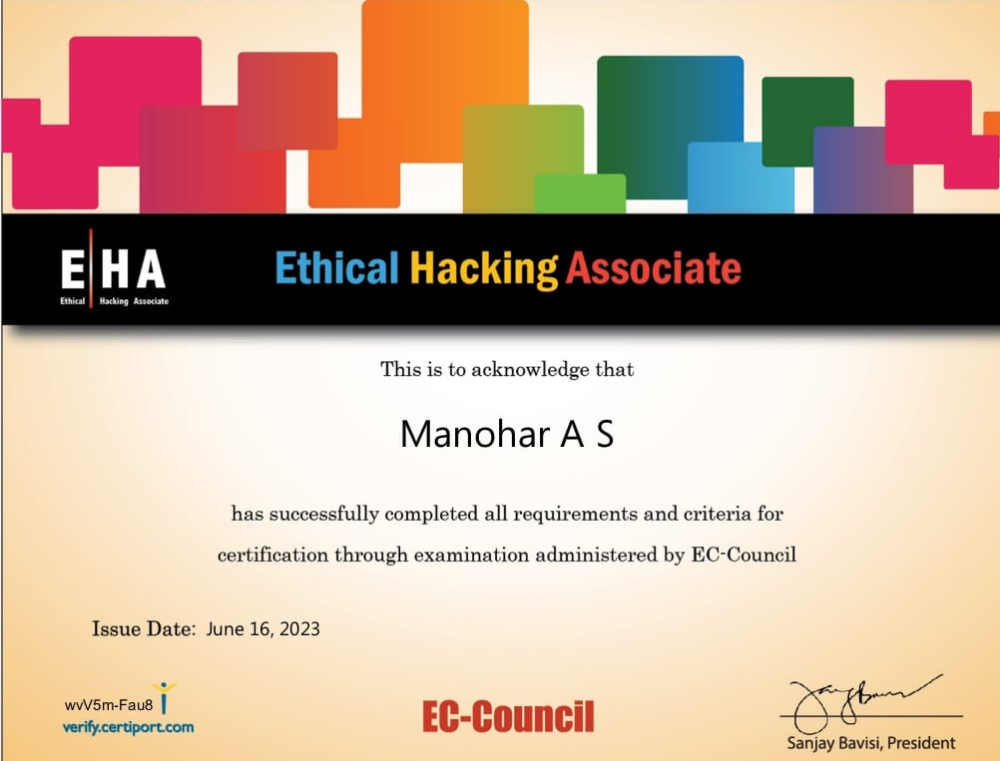 EHA
Ethical Hacking Associate
Ethical Hacking Associate
This is to acknowledge that
Manohar A S
has successfully completed all requirements and criteria for
certification through examination administered by EC-Council
Issue Date: June 16, 2023
wvV5m-Fau8
verify.certiport.com
EC-Council
Sanjay Bavisi, President